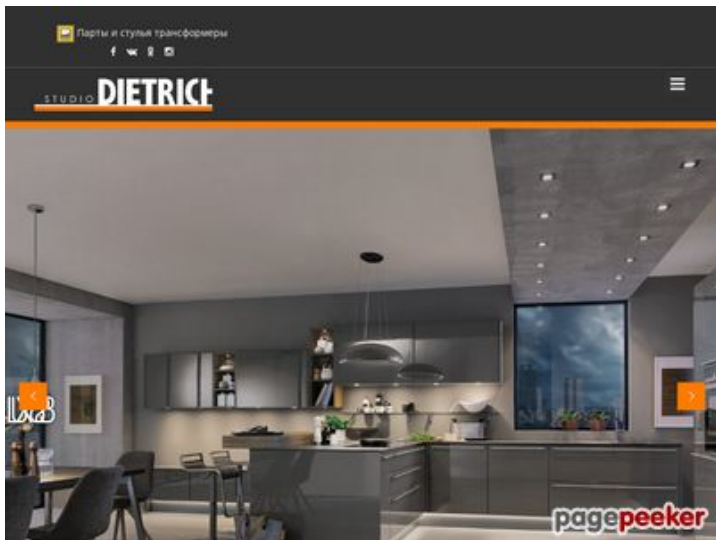 Парты и стулья трансформеры
STUDIO DIETRICH
pagepeeker